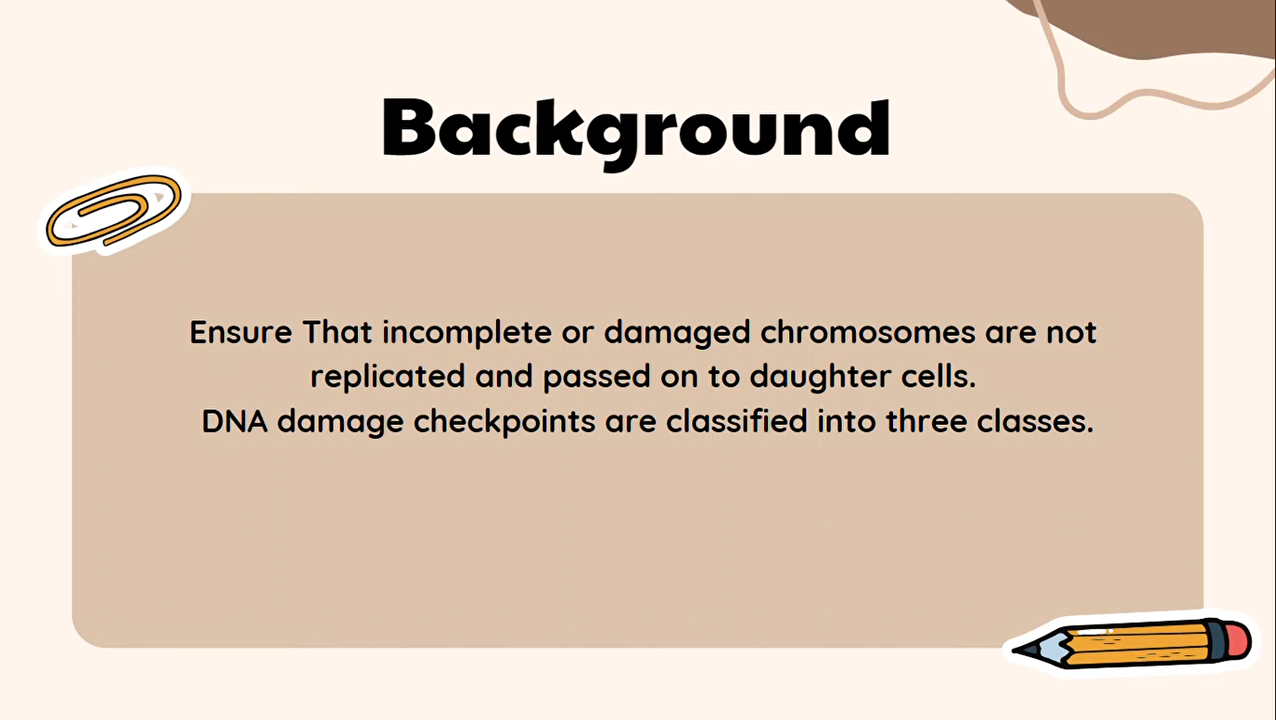 Background
Ensure That incomplete or damaged chromosomes are not
replicated and passed on to daughter cells.
DNA damage checkpoints are classified into three classes.